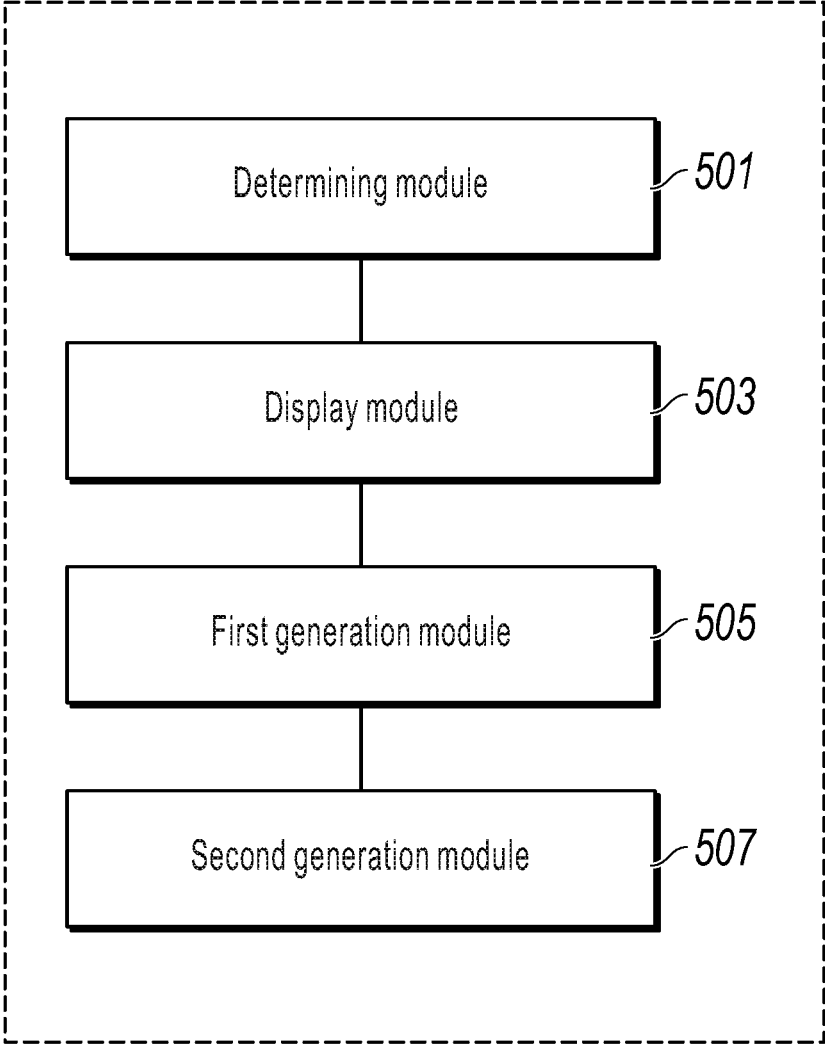 Determining module
501
Display module
503
First generation module
505
Second generation module
507